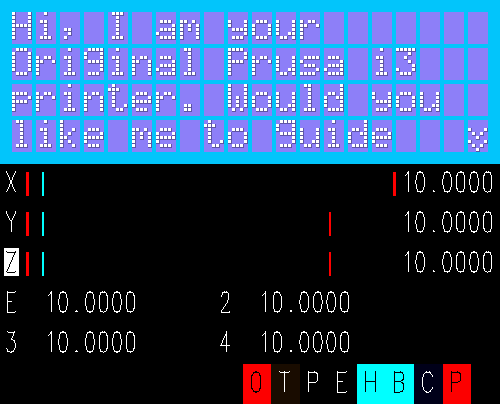 Hi, I am your
Original Prusa i3
printer. Would you
like me to guide v
X 10.0000
Y 10.0000
Z 10.0000
E 10.0000 2 10.0000
3 10.0000 4 10.0000
O T P E H B C P